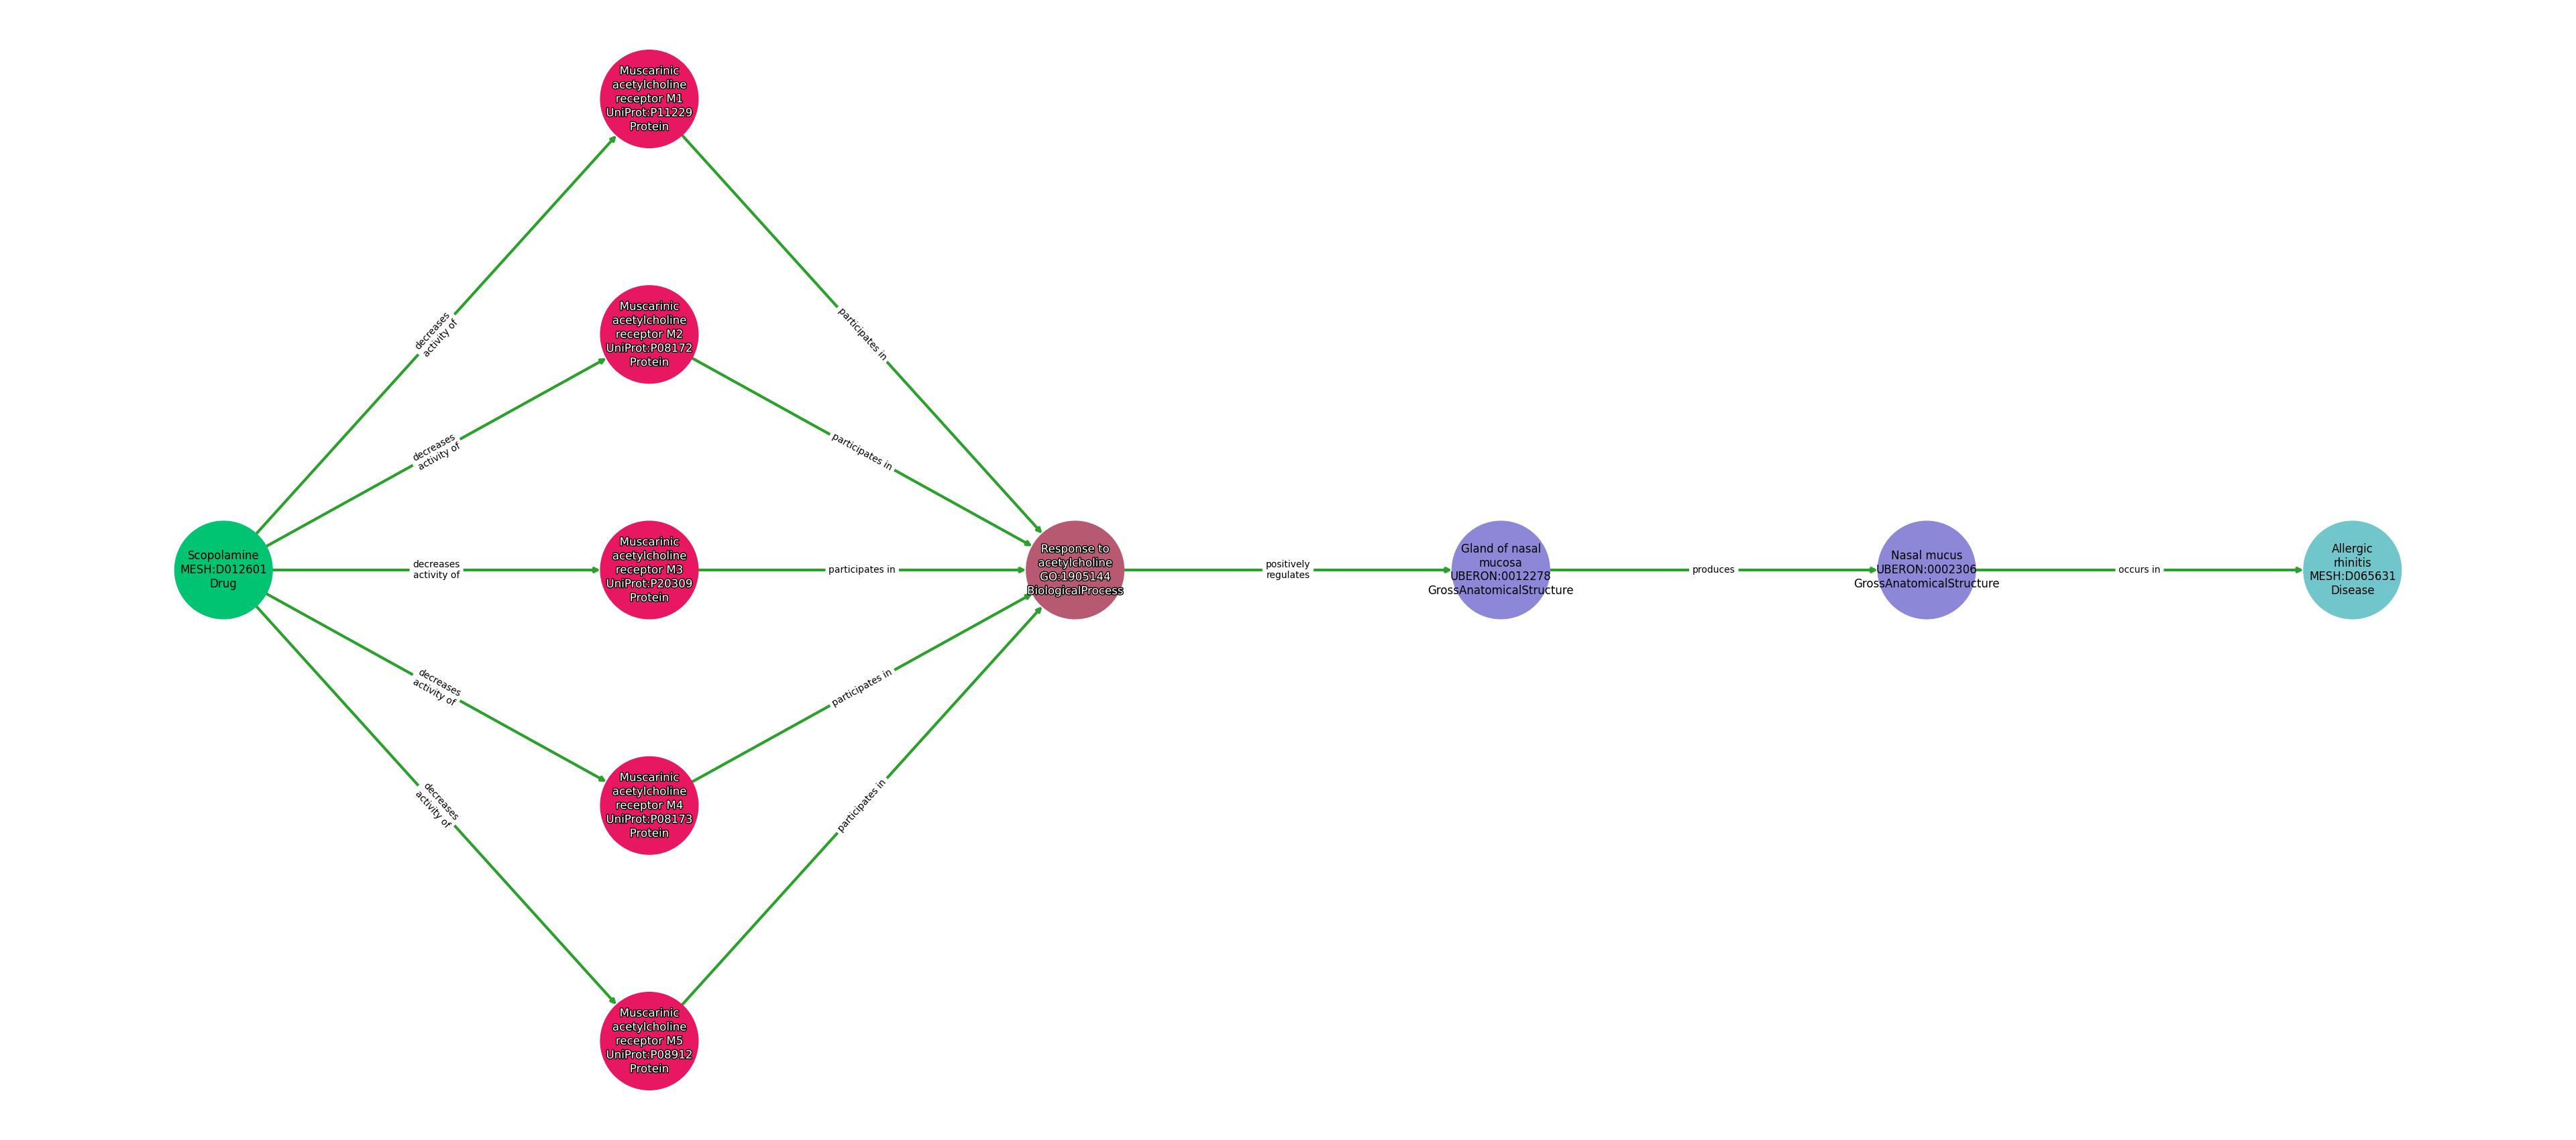 Muscarinic
acetylcholine
receptor M1
UniProt:P11229
Protein
decreases
activity of
participates in
Muscarinic
acetylcholine
receptor M2
UniProt:P08172
Protein
decreases
activity of
participates in
Scopolamine
MESH:D012601
Drug
decreases
activity of
Muscarinic
acetylcholine
receptor M3
UniProt:P20309
Protein
participates in
Response to
acetylcholine
GO:1905144
BiologicalProcess
positively
regulates
Gland of nasal
mucosa
UBERON:0012278
GrossAnatomicalStructure
produces
Nasal mucus
UBERON:0002306
GrossAnatomicalStructure
occurs in
Allergic
rhinitis
MESH:D065631
Disease
decreases
activity of
participates in
Muscarinic
acetylcholine
receptor M4
UniProt:P08173
Protein
decreases
activity of
participates in
Muscarinic
acetylcholine
receptor M5
UniProt:P08912
Protein